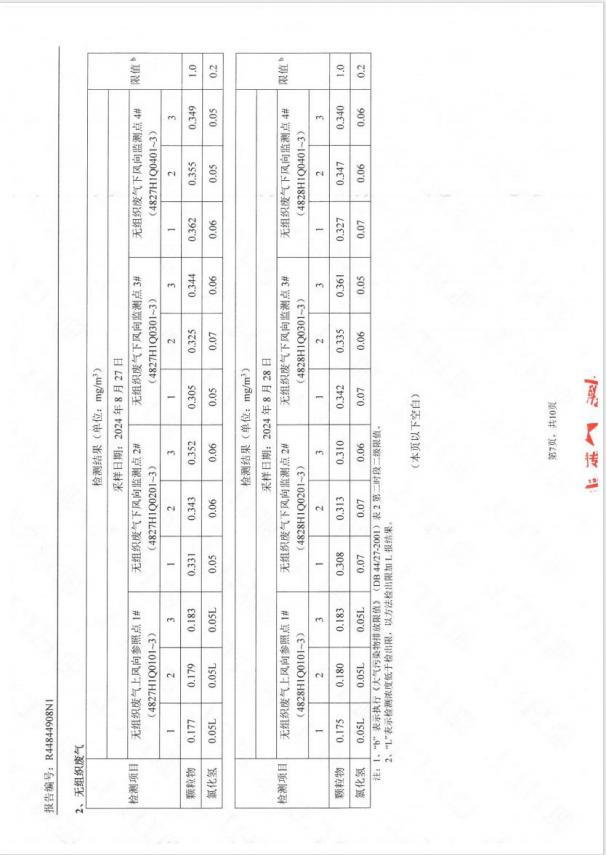 报告编号：R44844908N1
2、无组织废气
检测项目 检测结果（单位：mg/m³） 限值 b
采样日期：2024 年 8 月 27 日
无组织废气上风向参照点 1# 无组织废气下风向监测点 2# 无组织废气下风向监测点 3# 无组织废气下风向监测点 4#
（4827H1Q0101~3） （4827H1Q0201~3） （4827H1Q0301~3） （4827H1Q0401~3）
1 2 3 1 2 3 1 2 3 1 2 3
颗粒物 0.177 0.179 0.183 0.331 0.343 0.352 0.305 0.325 0.344 0.362 0.355 0.349 1.0
氯化氢 0.05L 0.05L 0.05L 0.05 0.06 0.06 0.05 0.07 0.06 0.06 0.05 0.05 0.2
检测项目 检测结果（单位：mg/m³） 限值 b
采样日期：2024 年 8 月 28 日
无组织废气上风向参照点 1# 无组织废气下风向监测点 2# 无组织废气下风向监测点 3# 无组织废气下风向监测点 4#
（4828H1Q0101~3） （4828H1Q0201~3） （4828H1Q0301~3） （4828H1Q0401~3）
1 2 3 1 2 3 1 2 3 1 2 3
颗粒物 0.175 0.180 0.183 0.308 0.313 0.310 0.342 0.335 0.361 0.327 0.347 0.340 1.0
氯化氢 0.05L 0.05L 0.05L 0.07 0.07 0.06 0.07 0.06 0.05 0.07 0.06 0.06 0.2
注：1、“b” 表示执行《大气污染物排放限值》（DB 44/27-2001）表 2 第二时段二级限值。
2、“L”表示检测浓度低于检出限，以方法检出限加 L 报结果。
（本页以下空白）
第7页，共10页